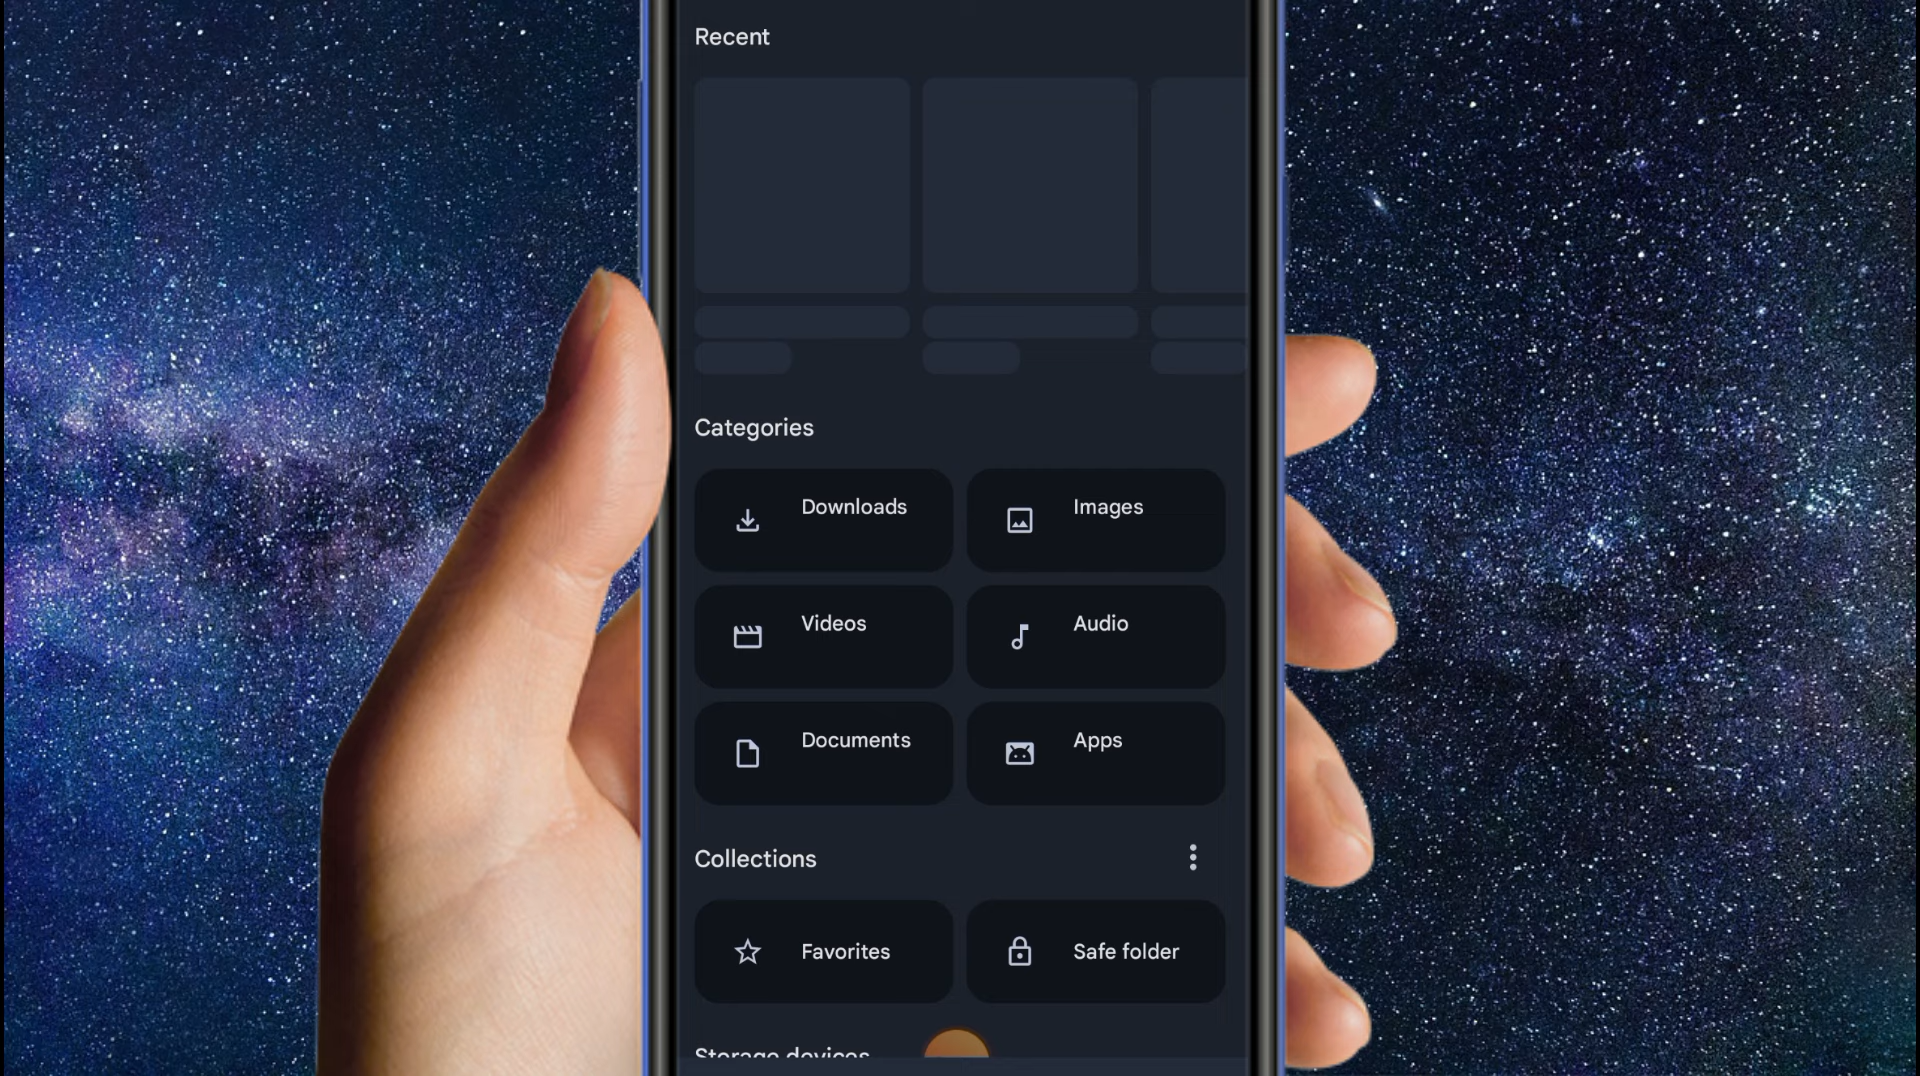 Recent
Categories
Downloads
Images
Videos
Audio
Documents
Apps
Collections
Favorites
Safe folder
Storage devices